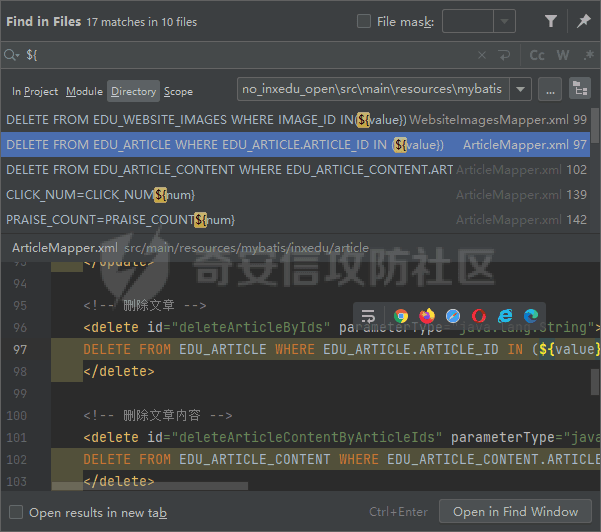 Find in Files 17 matches in 10 files File mask:
${ Cc W .*
In Project Module Directory Scope no_inxedu_open\src\main\resources\mybatis ...
DELETE FROM EDU_WEBSITE_IMAGES WHERE IMAGE_ID IN(${value}) WebsiteImagesMapper.xml 99
DELETE FROM EDU_ARTICLE WHERE EDU_ARTICLE.ARTICLE_ID IN (${value}) ArticleMapper.xml 97
DELETE FROM EDU_ARTICLE_CONTENT WHERE EDU_ARTICLE_CONTENT.ART ArticleMapper.xml 102
CLICK_NUM=CLICK_NUM${num} ArticleMapper.xml 139
PRAISE_COUNT=PRAISE_COUNT${num} ArticleMapper.xml 142
ArticleMapper.xml src/main/resources/mybatis/inxedu/article
奇安信攻防社区
93 </update>
94
95 <!-- 删除文章 -->
96 <delete id="deleteArticleByIds" parameterType="java.lang.String">
97 DELETE FROM EDU_ARTICLE WHERE EDU_ARTICLE.ARTICLE_ID IN (${value}
98 </delete>
99
100 <!-- 删除文章内容 -->
101 <delete id="deleteArticleContentByArticleIds" parameterType="jav
102 DELETE FROM EDU_ARTICLE_CONTENT WHERE EDU_ARTICLE_CONTENT.ARTICLE
103 </delete>
Open results in new tab Ctrl+Enter Open in Find Window